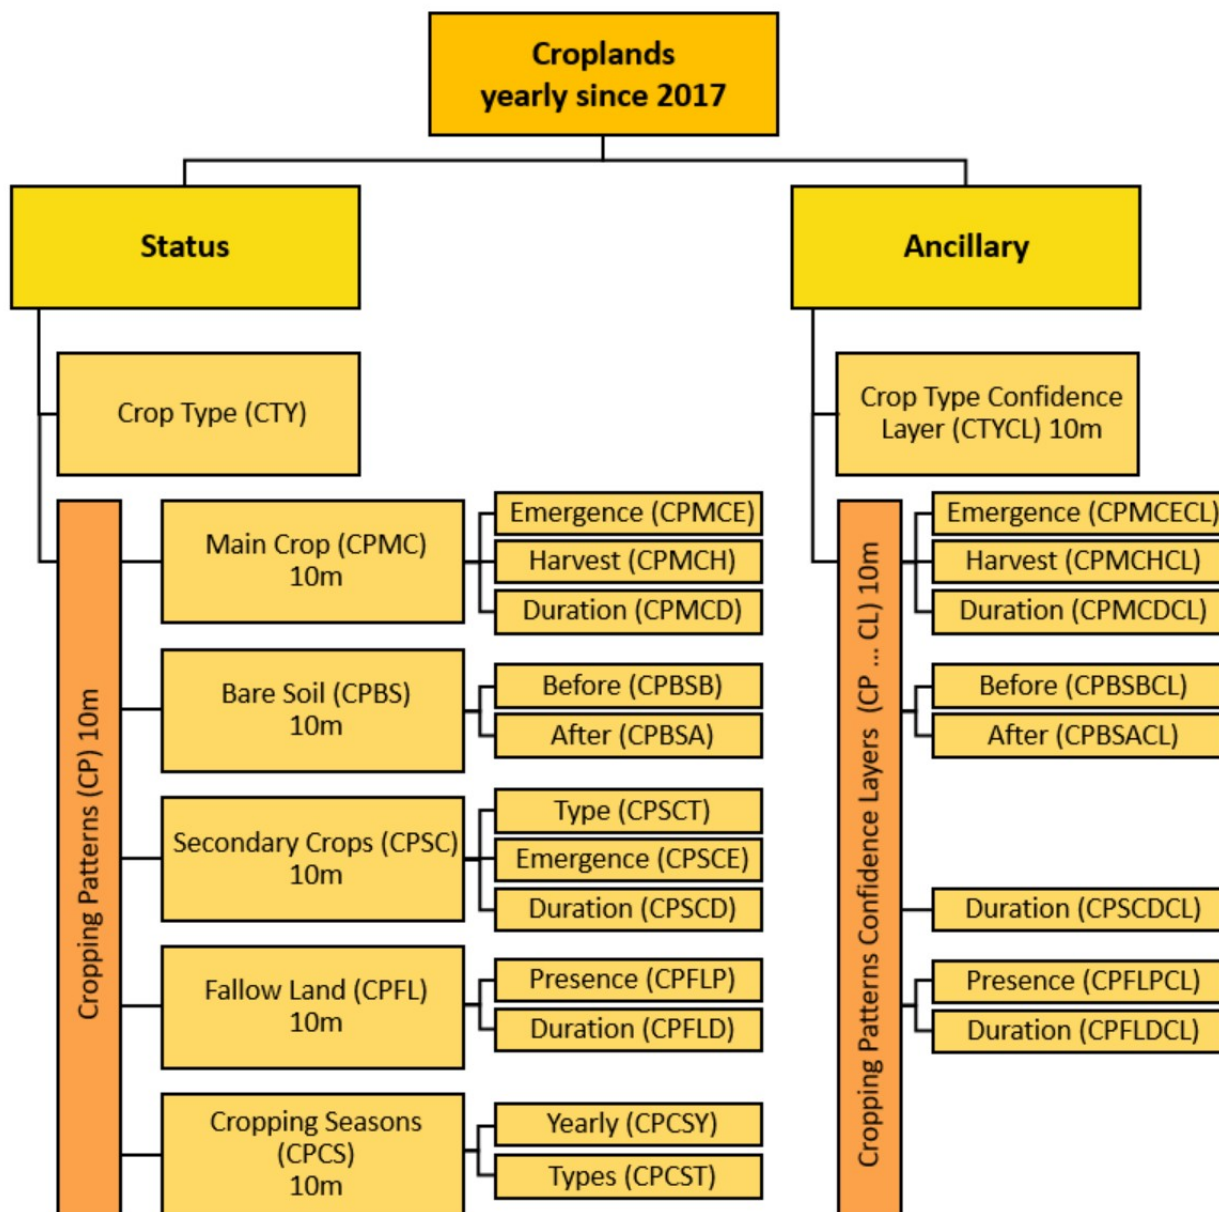 Croplands
yearly since 2017
Status
Ancillary
Crop Type (CTY)
Crop Type Confidence
Layer (CTYCL) 10m
Cropping Patterns (CP) 10m
Main Crop (CPMC)
10m
Emergence (CPMCE)
Harvest (CPMCH)
Duration (CPMCD)
Bare Soil (CPBS)
10m
Before (CPBSB)
After (CPBSA)
Secondary Crops (CPSC)
10m
Type (CPSCT)
Emergence (CPSCE)
Duration (CPSCD)
Fallow Land (CPFL)
10m
Presence (CPFLP)
Duration (CPFLD)
Cropping Seasons
(CPCS)
10m
Yearly (CPCSY)
Types (CPCST)
Cropping Patterns Confidence Layers (CP ... CL) 10m
Emergence (CPMCECL)
Harvest (CPMCHCL)
Duration (CPMCDCL)
Before (CPBSBCL)
After (CPBSACL)
Duration (CPSCDCL)
Presence (CPFLPCL)
Duration (CPFLDCL)